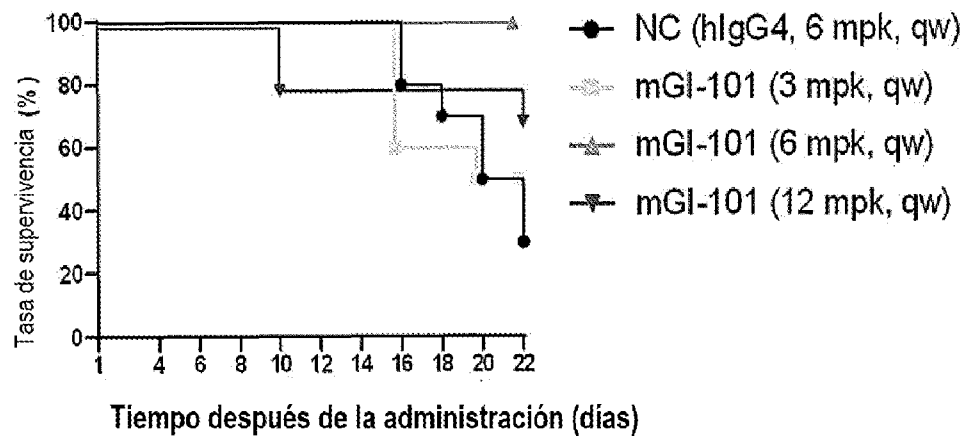 Tasa de supervivencia (%)
100
80
60
40
20
0
1 4 6 8 10 12 14 16 18 20 22
Tiempo después de la administración (días)
NC (hIgG4, 6 mpk, qw)
mGI-101 (3 mpk, qw)
mGI-101 (6 mpk, qw)
mGI-101 (12 mpk, qw)